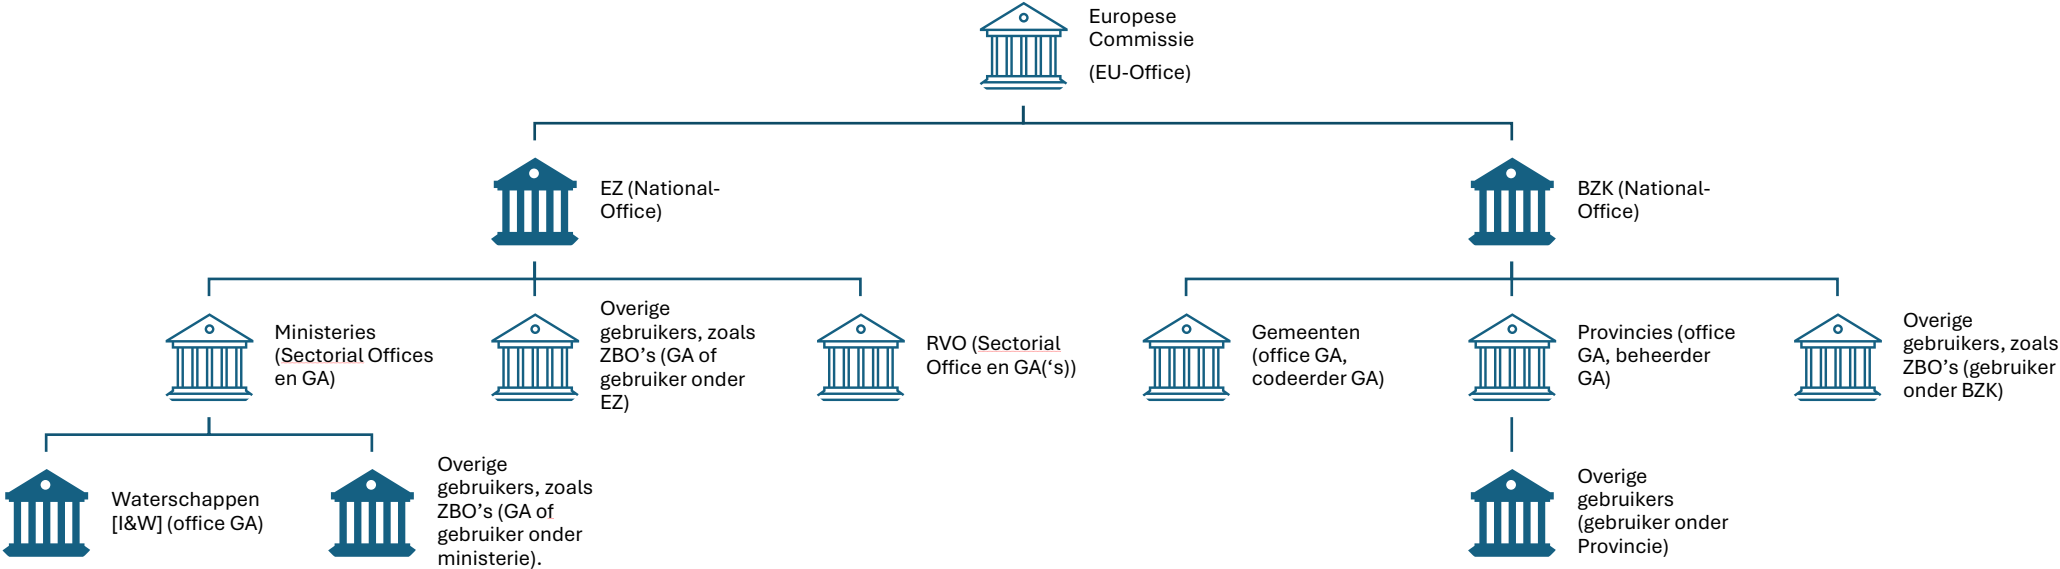 Europese
Commissie
(EU-Office)
EZ (National-
Office)
BZK (National-
Office)
Ministeries
(Sectorial Offices
en GA)
Overige
gebruikers, zoals
ZBO’s (GA of
gebruiker onder
EZ)
RVO (Sectorial
Office en GA(‘s))
Gemeenten
(office GA,
codeerder GA)
Provincies (office
GA, beheerder
GA)
Overige
gebruikers, zoals
ZBO’s (gebruiker
onder BZK)
Waterschappen
[I&W] (office GA)
Overige
gebruikers, zoals
ZBO’s (GA of
gebruiker onder
ministerie).
Overige
gebruikers
(gebruiker onder
Provincie)